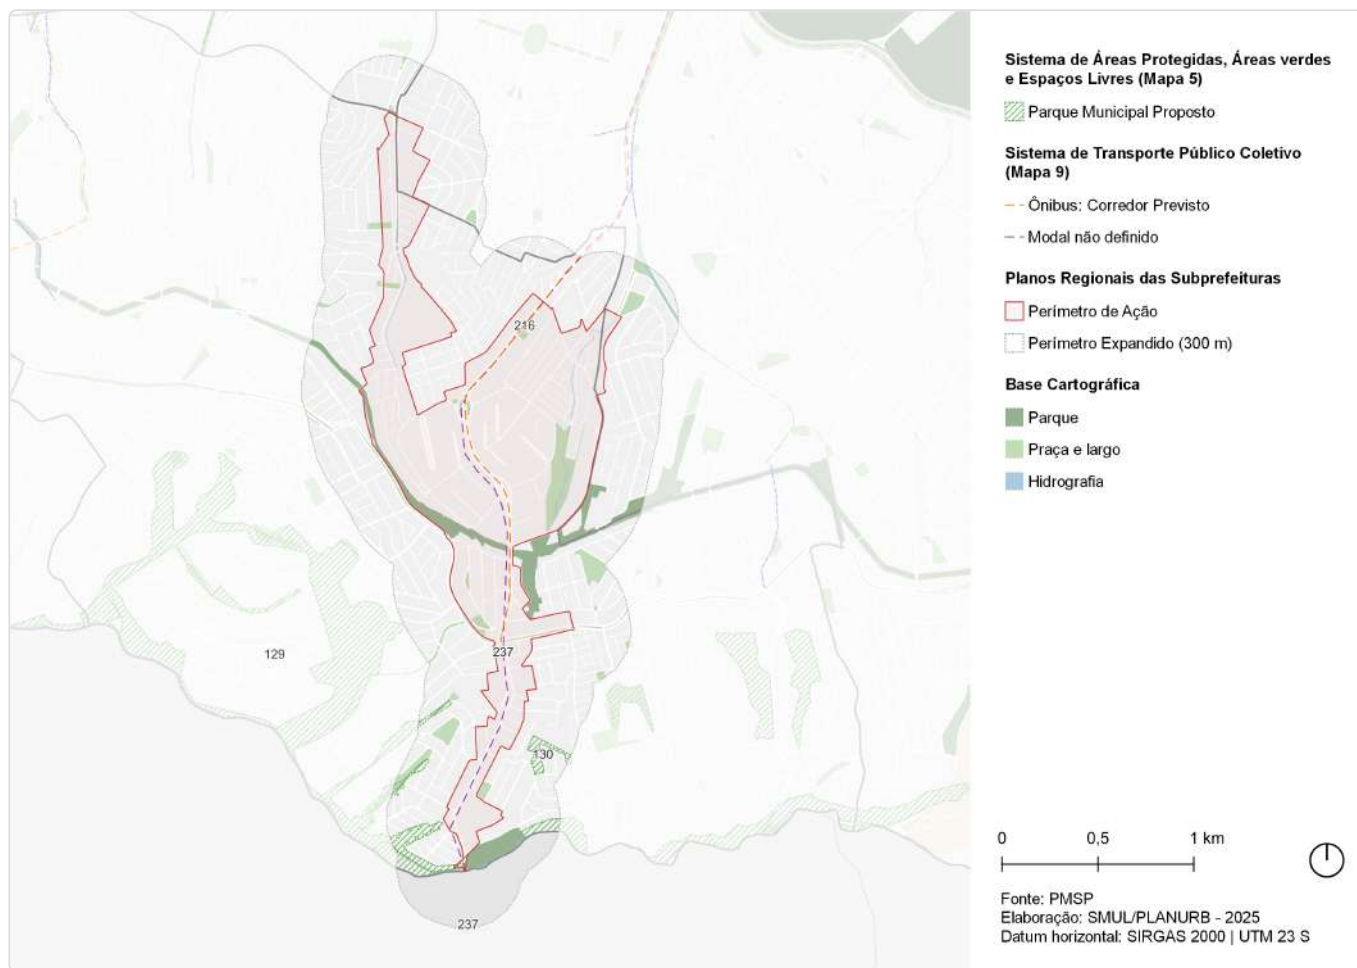 Sistema de Áreas Protegidas, Áreas verdes
e Espaços Livres (Mapa 5)
Parque Municipal Proposto
Sistema de Transporte Público Coletivo
(Mapa 9)
Ônibus: Corredor Previsto
Modal não definido
Planos Regionais das Subprefeituras
Perímetro de Ação
Perímetro Expandido (300 m)
Base Cartográfica
Parque
Praça e largo
Hidrografia
216
129
237
130
237
0 0,5 1 km
Fonte: PMSP
Elaboração: SMUL/PLANURB - 2025
Datum horizontal: SIRGAS 2000 | UTM 23 S